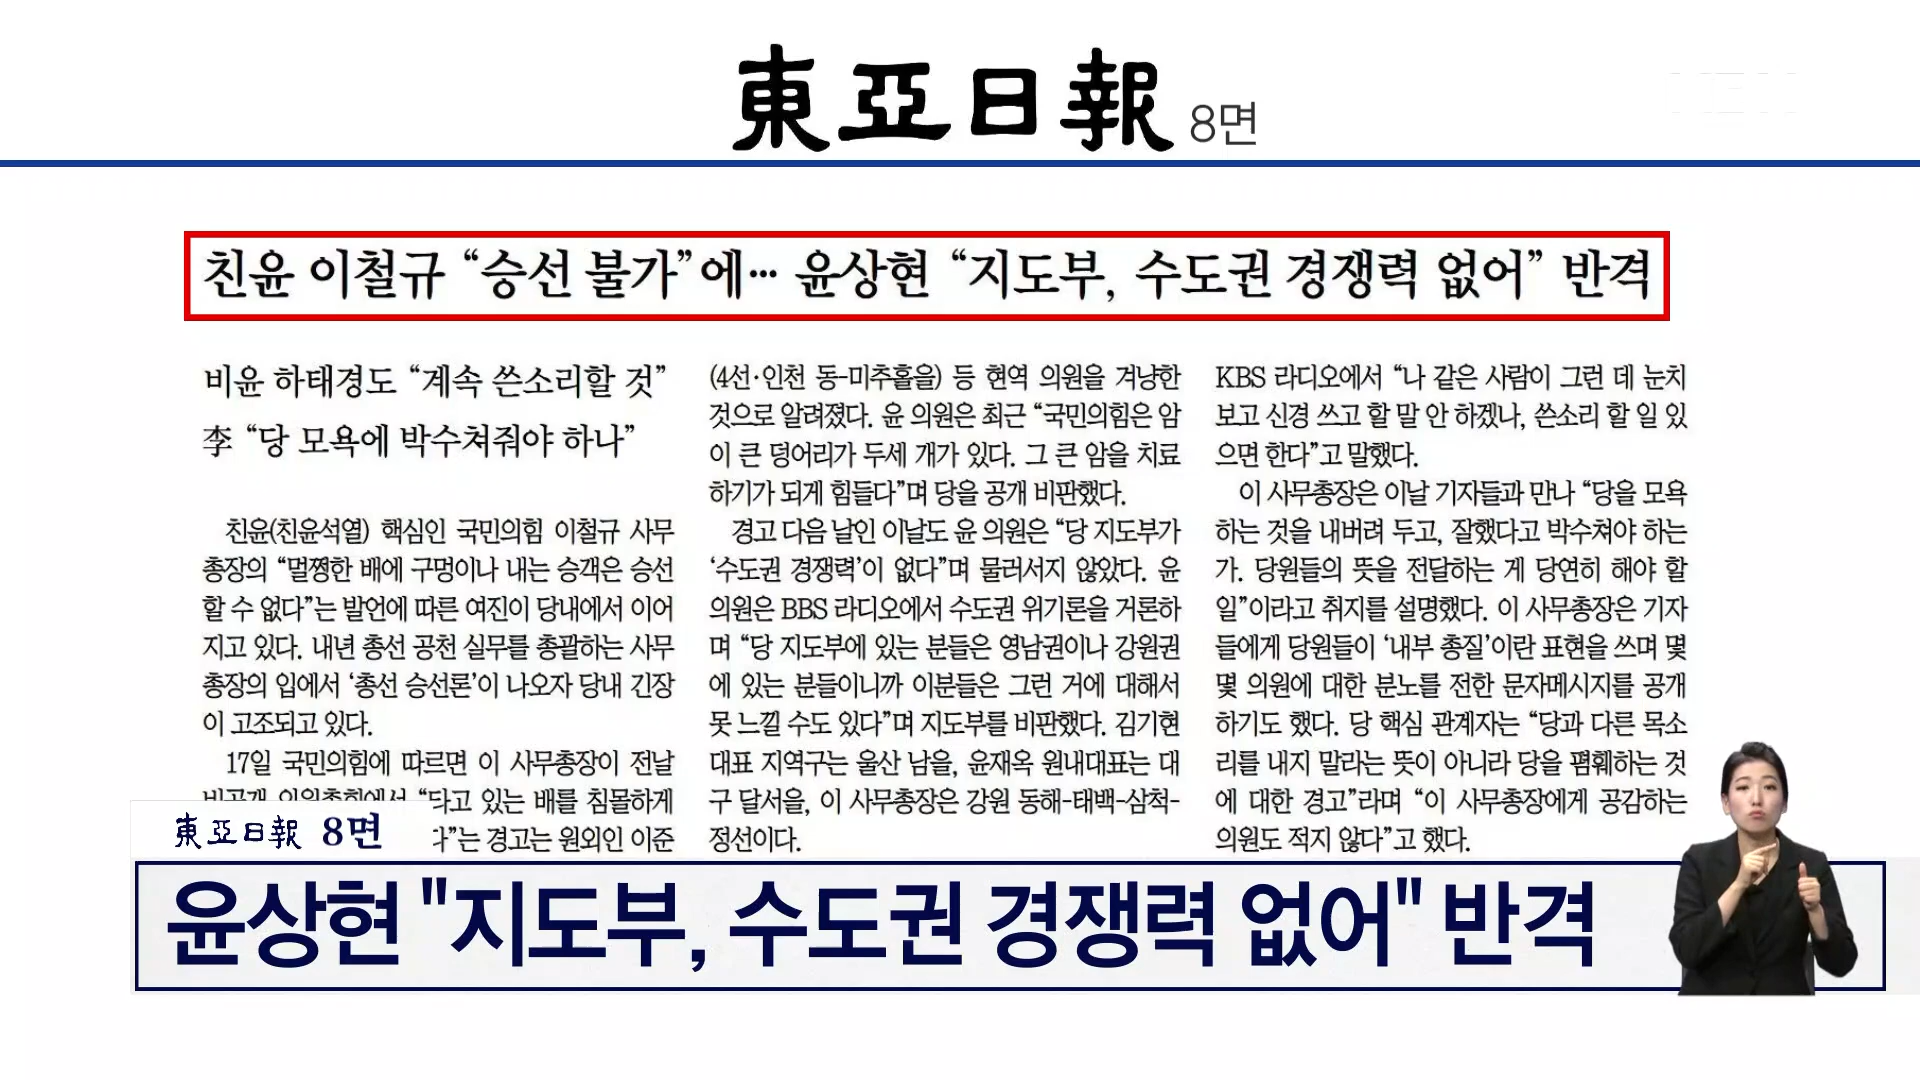 東亞日報 8면
친윤 이철규 “승선 불가”에… 윤상현 “지도부, 수도권 경쟁력 없어” 반격
비윤 하태경도 “계속 쓴소리할 것”
李 “당 모욕에 박수쳐줘야 하나”
친윤(친윤석열) 핵심인 국민의힘 이철규 사무
총장의 “멀쩡한 배에 구멍이나 내는 승객은 승선
할 수 없다”는 발언에 따른 여진이 당내에서 이어
지고 있다. 내년 총선 공천 실무를 총괄하는 사무
총장의 입에서 ‘총선 승선론’이 나오자 당내 긴장
이 고조되고 있다.
17일 국민의힘에 따르면 이 사무총장이 전날
비공개 의원총회에서 “타고 있는 배를 침몰하게
다”는 경고는 원외인 이준
(4선·인천 동-미추홀을) 등 현역 의원을 겨냥한
것으로 알려졌다. 윤 의원은 최근 “국민의힘은 암
이 큰 덩어리가 두세 개가 있다. 그 큰 암을 치료
하기가 되게 힘들다”며 당을 공개 비판했다.
경고 다음 날인 이날도 윤 의원은 “당 지도부가
‘수도권 경쟁력’이 없다”며 물러서지 않았다. 윤
의원은 BBS 라디오에서 수도권 위기론을 거론하
며 “당 지도부에 있는 분들은 영남권이나 강원권
에 있는 분들이니까 이분들은 그런 거에 대해서
못 느낄 수도 있다”며 지도부를 비판했다. 김기현
대표 지역구는 울산 남을, 윤재옥 원내대표는 대
구 달서을, 이 사무총장은 강원 동해-태백-삼척-
정선이다.
KBS 라디오에서 “나 같은 사람이 그런 데 눈치
보고 신경 쓰고 할 말 안 하겠나, 쓴소리 할 일 있
으면 한다”고 말했다.
이 사무총장은 이날 기자들과 만나 “당을 모욕
하는 것을 내버려 두고, 잘했다고 박수쳐야 하는
가. 당원들의 뜻을 전달하는 게 당연히 해야 할
일”이라고 취지를 설명했다. 이 사무총장은 기자
들에게 당원들이 ‘내부 총질’이란 표현을 쓰며 몇
몇 의원에 대한 분노를 전한 문자메시지를 공개
하기도 했다. 당 핵심 관계자는 “당과 다른 목소
리를 내지 말라는 뜻이 아니라 당을 폄훼하는 것
에 대한 경고”라며 “이 사무총장에게 공감하는
의원도 적지 않다”고 했다.
東亞日報 8면
윤상현 "지도부, 수도권 경쟁력 없어" 반격